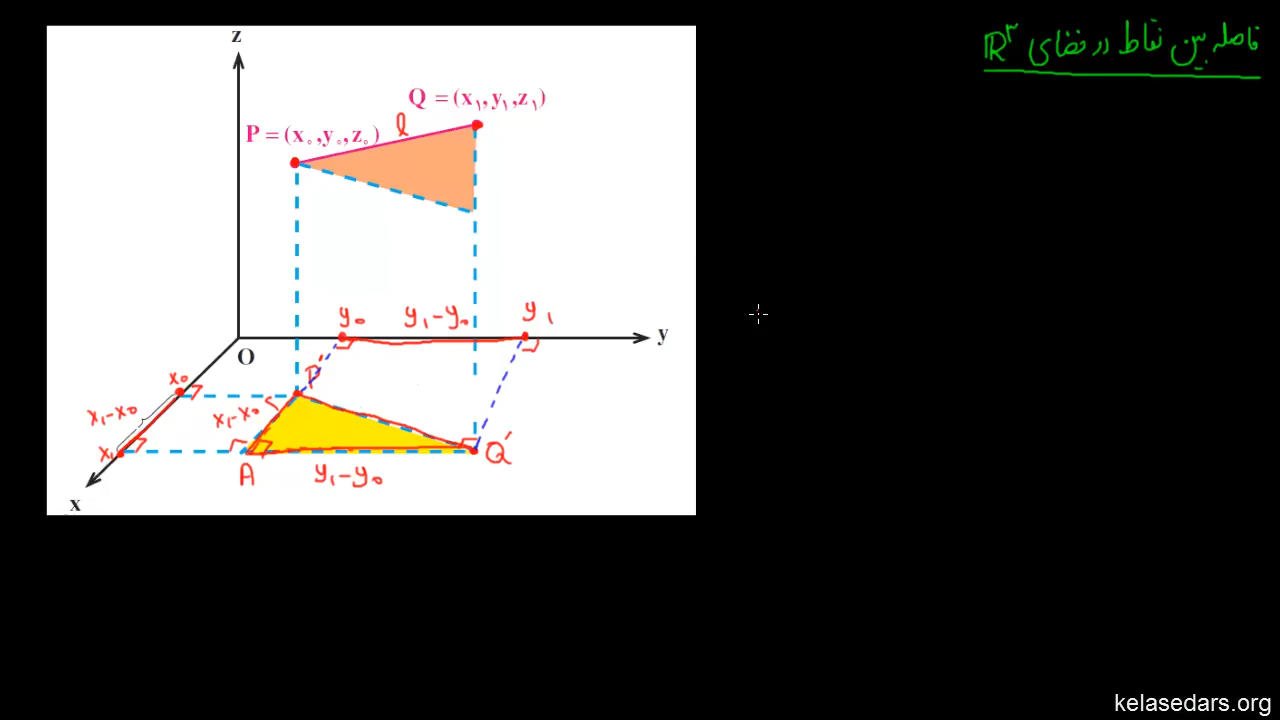 فاصله بین نقاط در فضای ℝ³
z
Q = (x₁, y₁, z₁)
P = (x₀, y₀, z₀)
l
y₀
y₁ - y₀
y₁
y
O
P'
x₀
x₁ - x₀
x₁ - x₀
x₁
Q'
A
y₁ - y₀
x
kelasedars.org